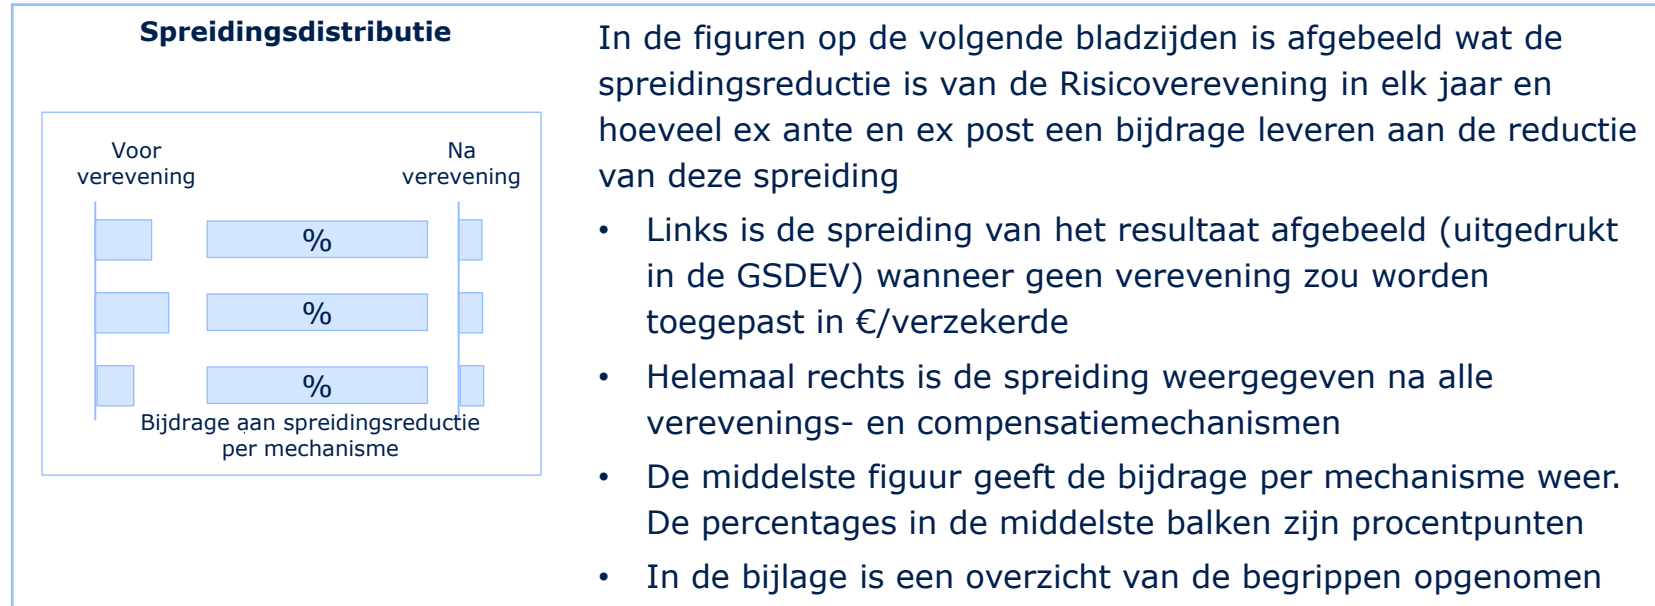 Spreidingsdistributie
Voor
verevening
Na
verevening
%
%
%
Bijdrage aan spreidingsreductie
per mechanisme
In de figuren op de volgende bladzijden is afgebeeld wat de
spreidingsreductie is van de Risicoverevening in elk jaar en
hoeveel ex ante en ex post een bijdrage leveren aan de reductie
van deze spreiding
• Links is de spreiding van het resultaat afgebeeld (uitgedrukt
in de GSDEV) wanneer geen verevening zou worden
toegepast in €/verzekerde
• Helemaal rechts is de spreiding weergegeven na alle
verevenings- en compensatiemechanismen
• De middelste figuur geeft de bijdrage per mechanisme weer.
De percentages in de middelste balken zijn procentpunten
• In de bijlage is een overzicht van de begrippen opgenomen